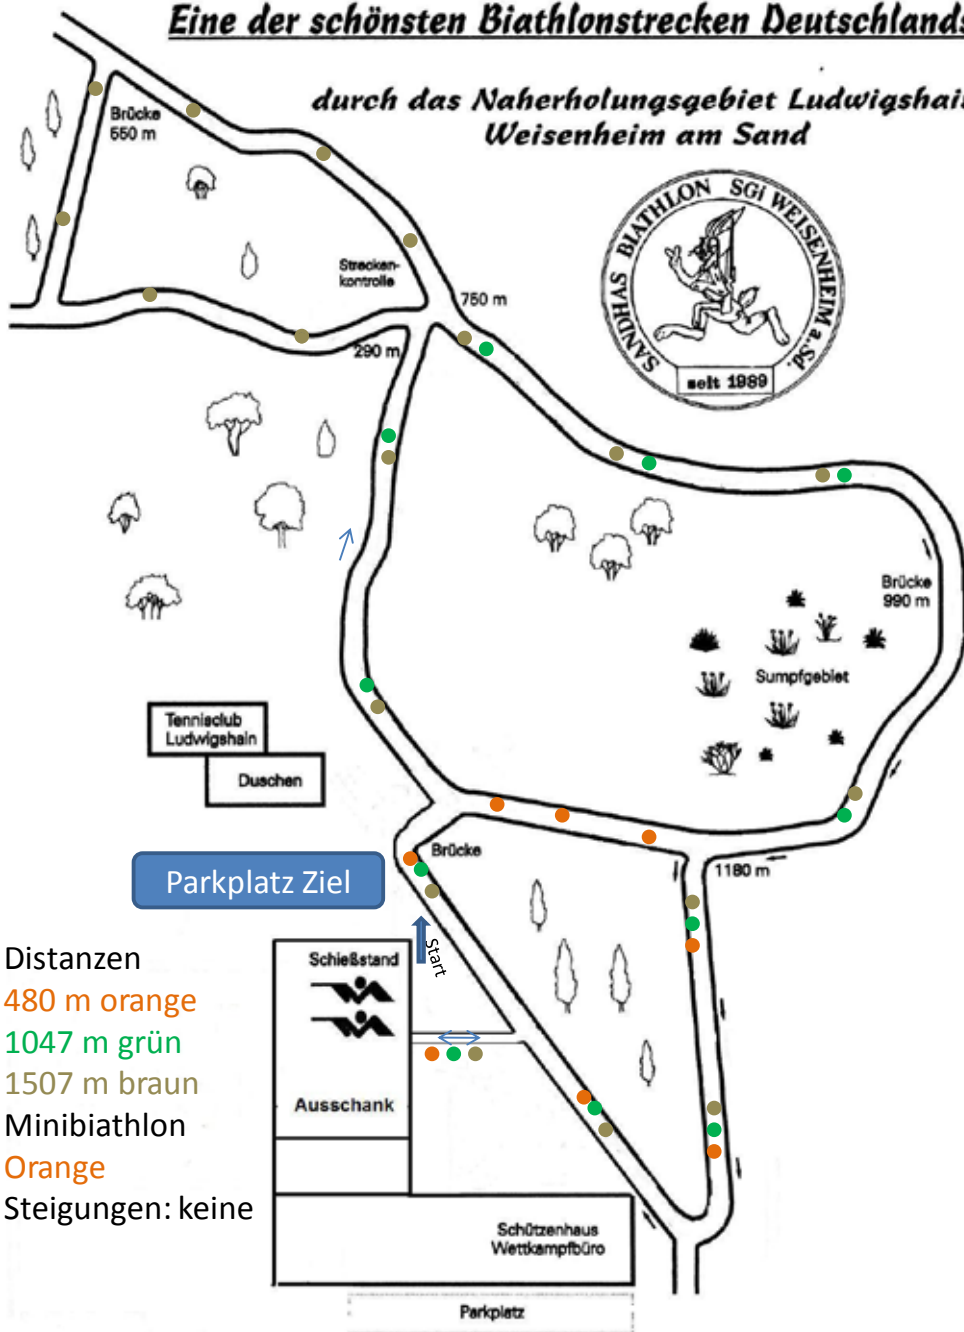 Eine der schönsten Biathlonstrecken Deutschlands
durch das Naherholungsgebiet Ludwigshain
Weisenheim am Sand
Brücke
550 m
SANDHAS BIATHLON SGi WEISENHEIM a.Sd.
seit 1989
Strecken-
kontrolle
750 m
290 m
Brücke
990 m
Sumpfgebiet
Tennisclub
Ludwigshain
Duschen
Brücke
1180 m
Parkplatz Ziel
Start
Schießstand
Ausschank
Distanzen
480 m orange
1047 m grün
1507 m braun
Minibiathlon
Orange
Steigungen: keine
Schützenhaus
Wettkampfbüro
Parkplatz